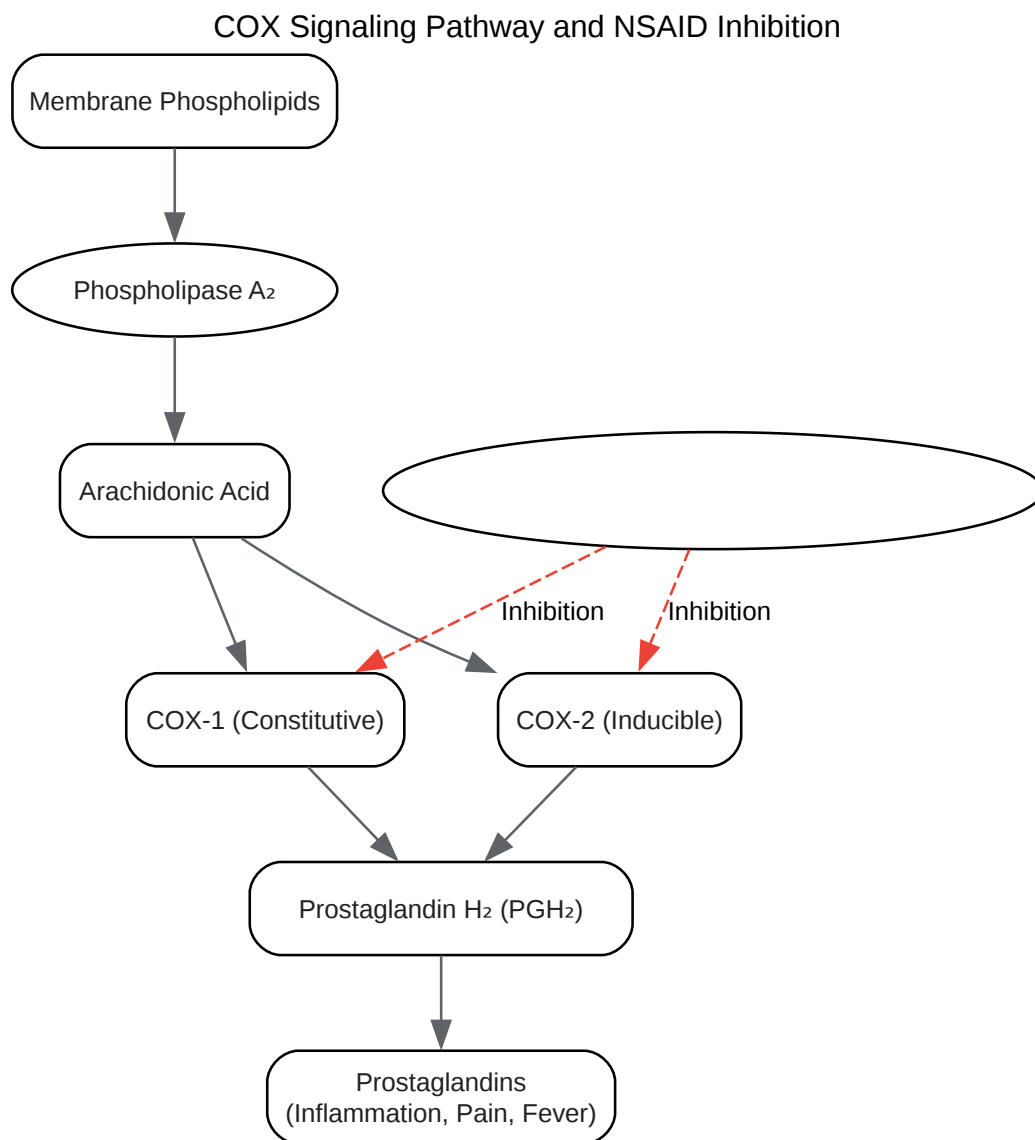 COX Signaling Pathway and NSAID Inhibition
Membrane Phospholipids
Phospholipase A₂
Arachidonic Acid
Inhibition
Inhibition
COX-1 (Constitutive)
COX-2 (Inducible)
Prostaglandin H₂ (PGH₂)
Prostaglandins
(Inflammation, Pain, Fever)